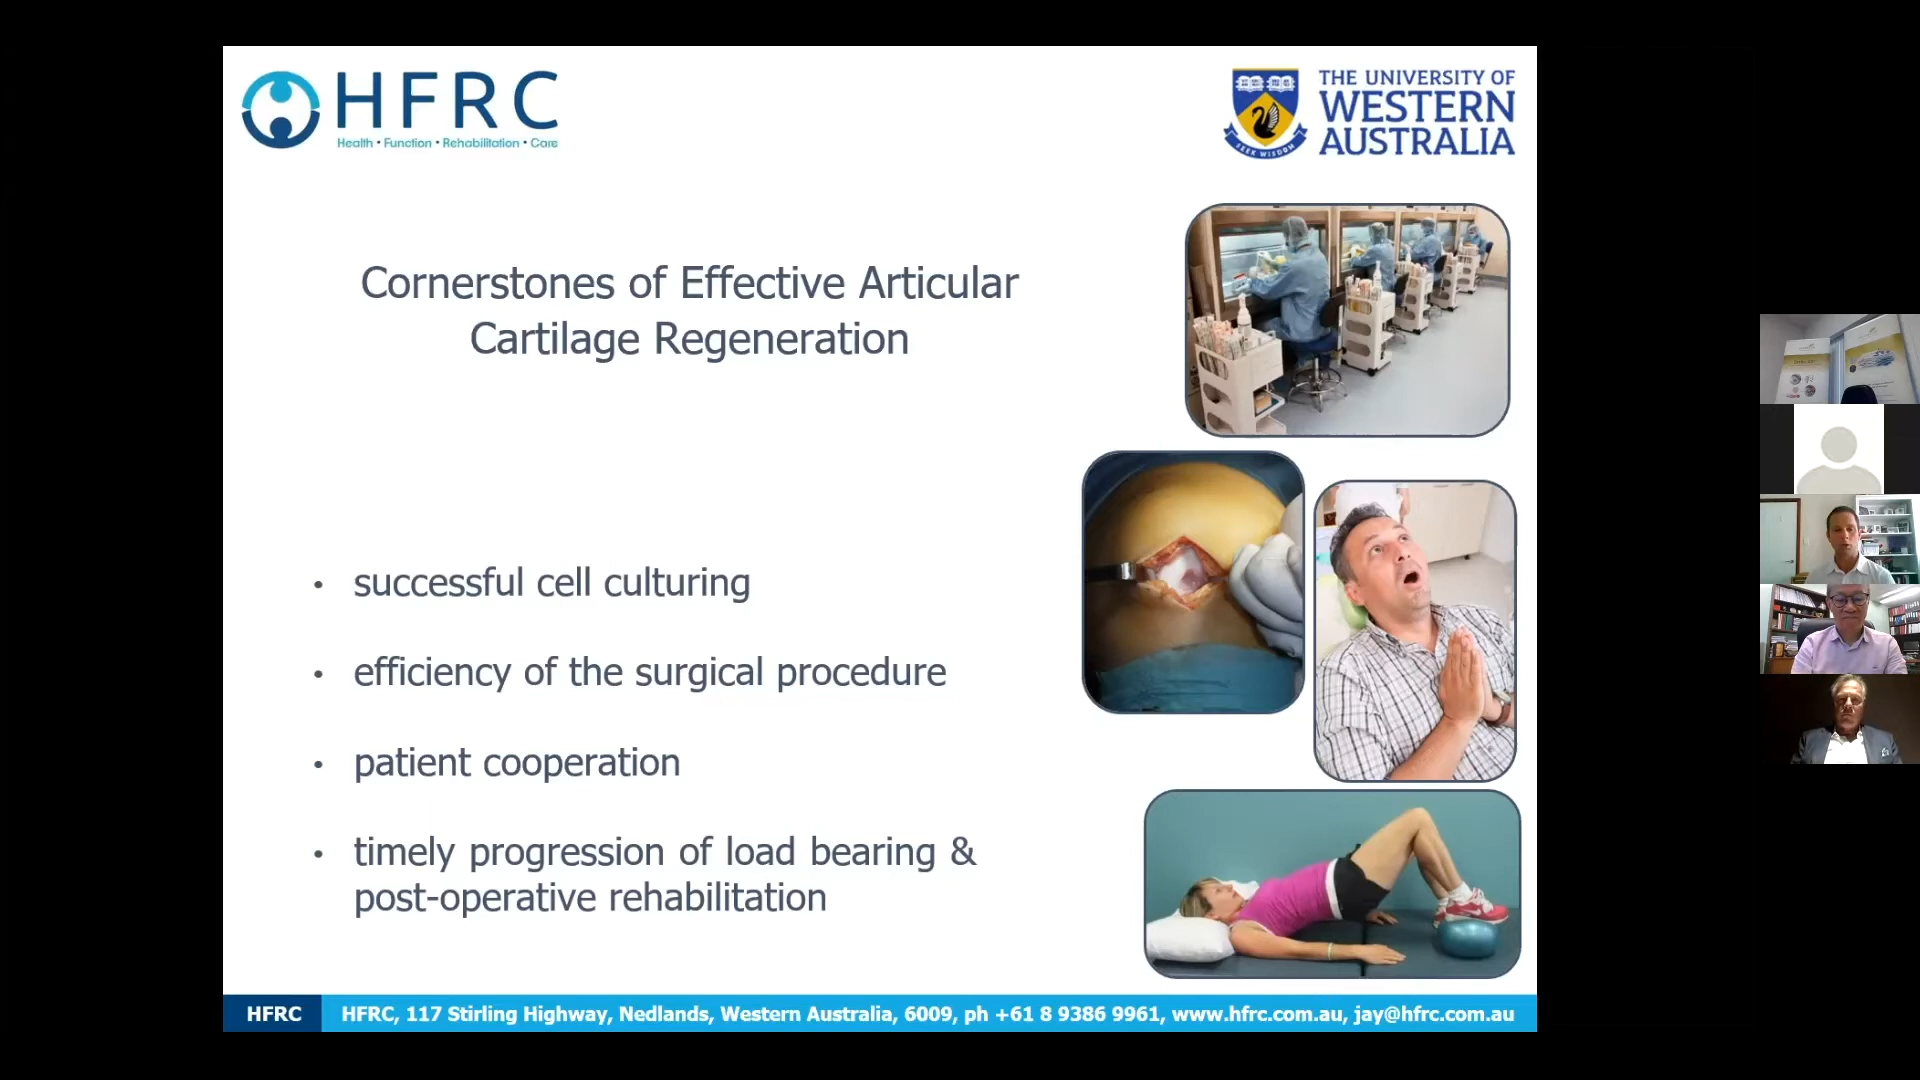 HFRC
Health • Function • Rehabilitation • Care
THE UNIVERSITY OF
WESTERN
AUSTRALIA
SEEK WISDOM
Cornerstones of Effective Articular
Cartilage Regeneration
• successful cell culturing
• efficiency of the surgical procedure
• patient cooperation
• timely progression of load bearing &
post-operative rehabilitation
HFRC
HFRC, 117 Stirling Highway, Nedlands, Western Australia, 6009, ph +61 8 9386 9961, www.hfrc.com.au, jay@hfrc.com.au